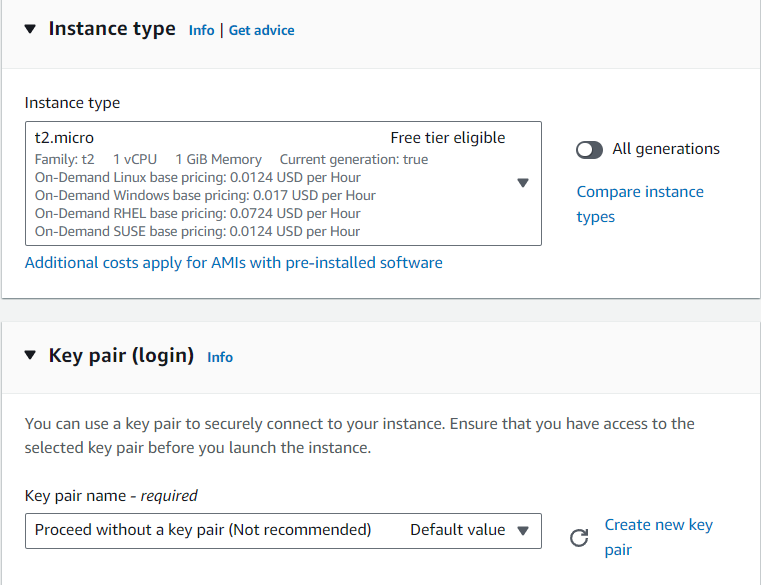 Instance type Info | Get advice
Instance type
t2.micro Free tier eligible
Family: t2 1 vCPU 1 GiB Memory Current generation: true
On-Demand Linux base pricing: 0.0124 USD per Hour
On-Demand Windows base pricing: 0.017 USD per Hour
On-Demand RHEL base pricing: 0.0724 USD per Hour
On-Demand SUSE base pricing: 0.0124 USD per Hour
All generations
Compare instance
types
Additional costs apply for AMIs with pre-installed software
Key pair (login) Info
You can use a key pair to securely connect to your instance. Ensure that you have access to the
selected key pair before you launch the instance.
Key pair name - required
Proceed without a key pair (Not recommended) Default value
Create new key
pair